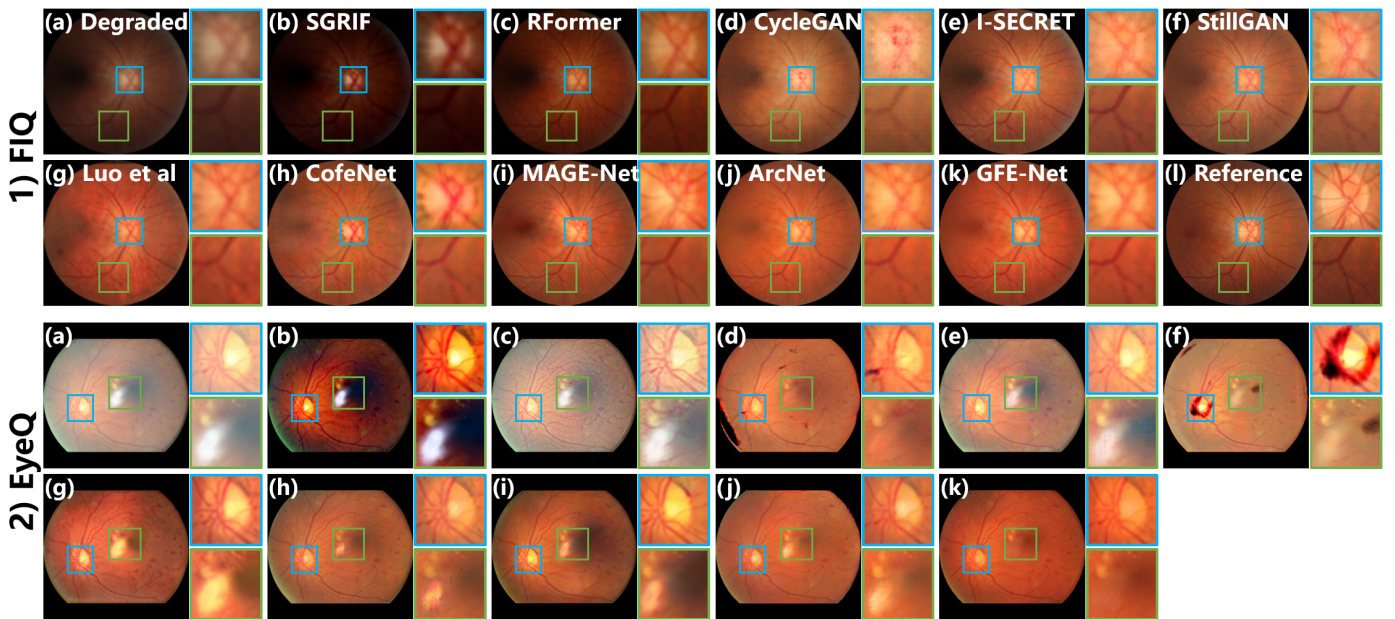 1) FIQ
(a) Degraded
(b) SGRIF
(c) RFormer
(d) CycleGAN
(e) I-SECRET
(f) StillGAN
(g) Luo et al
(h) CofeNet
(i) MAGE-Net
(j) ArcNet
(k) GFE-Net
(l) Reference
2) EyeQ
(a)
(b)
(c)
(d)
(e)
(f)
(g)
(h)
(i)
(j)
(k)